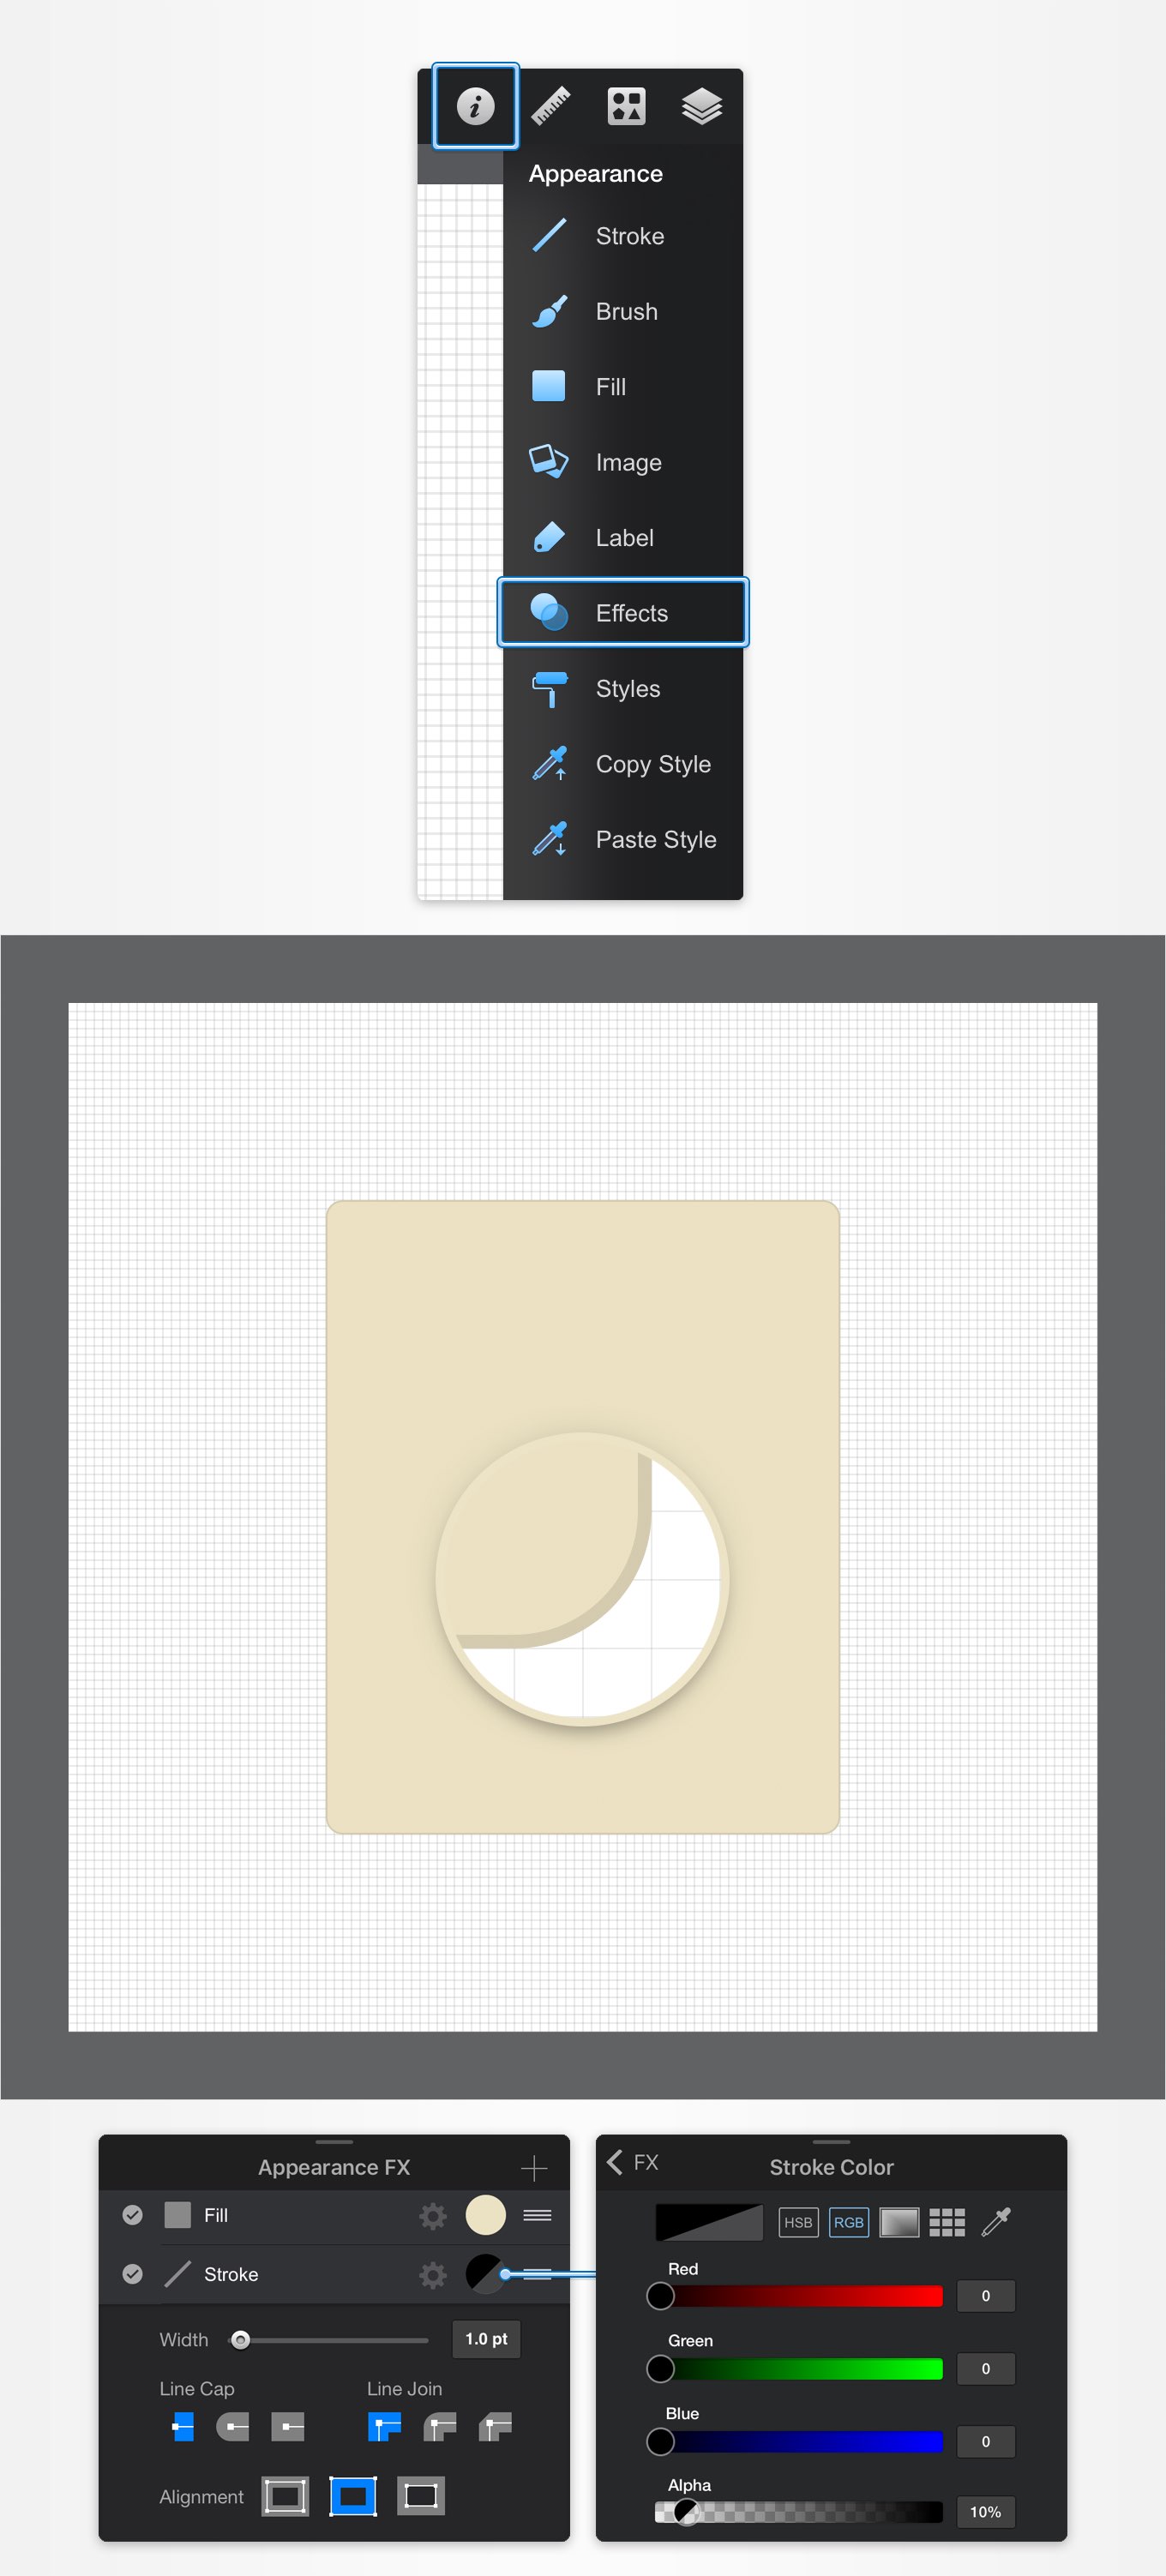 Appearance
Stroke
Brush
Fill
Image
Label
Effects
Styles
Copy Style
Paste Style
Appearance FX
Fill
Stroke
Width
1.0 pt
Line Cap
Line Join
Alignment
FX
Stroke Color
HSB
RGB
Red
0
Green
0
Blue
0
Alpha
10%